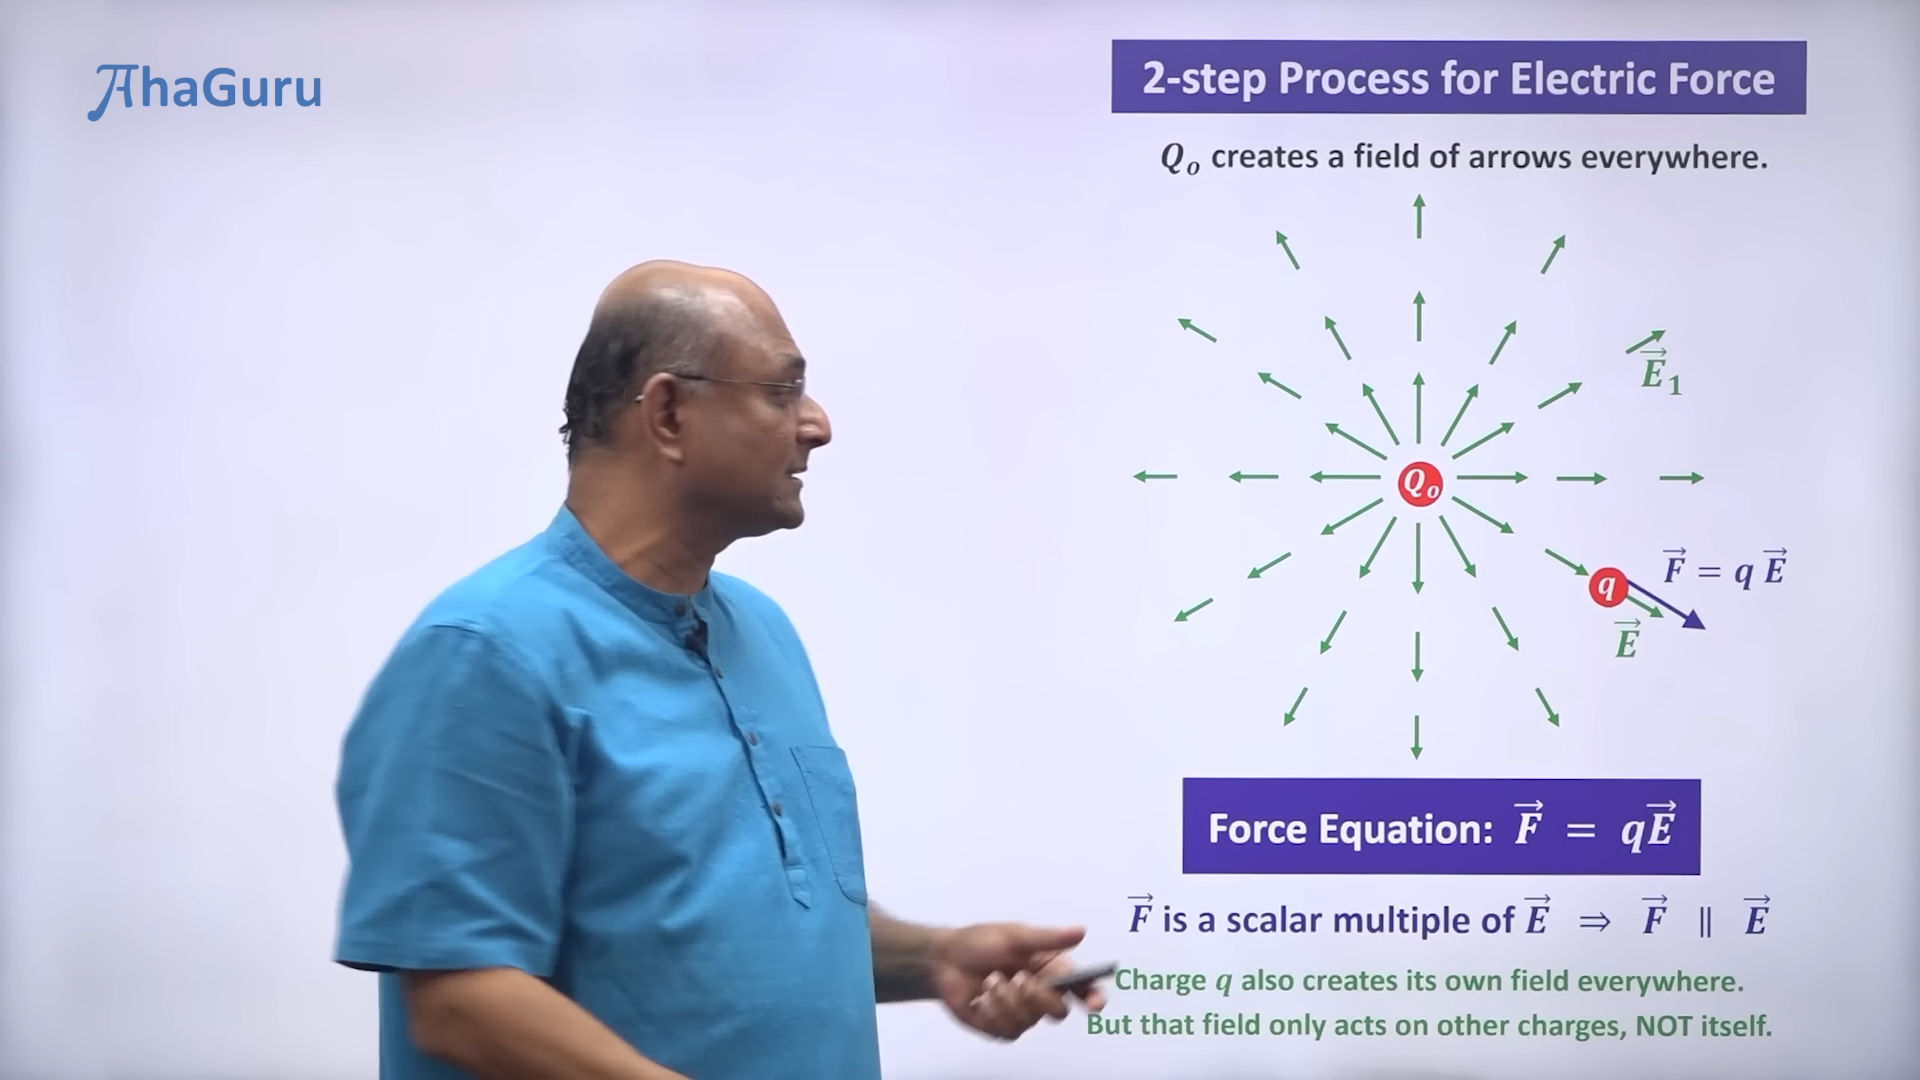 AhaGuru
2-step Process for Electric Force
Qₒ creates a field of arrows everywhere.
E⃗₁
Qₒ
q
F⃗ = q E⃗
E⃗
Force Equation: F⃗ = qE⃗
F⃗ is a scalar multiple of E⃗ ⇒ F⃗ ∥ E⃗
Charge q also creates its own field everywhere.
But that field only acts on other charges, NOT itself.